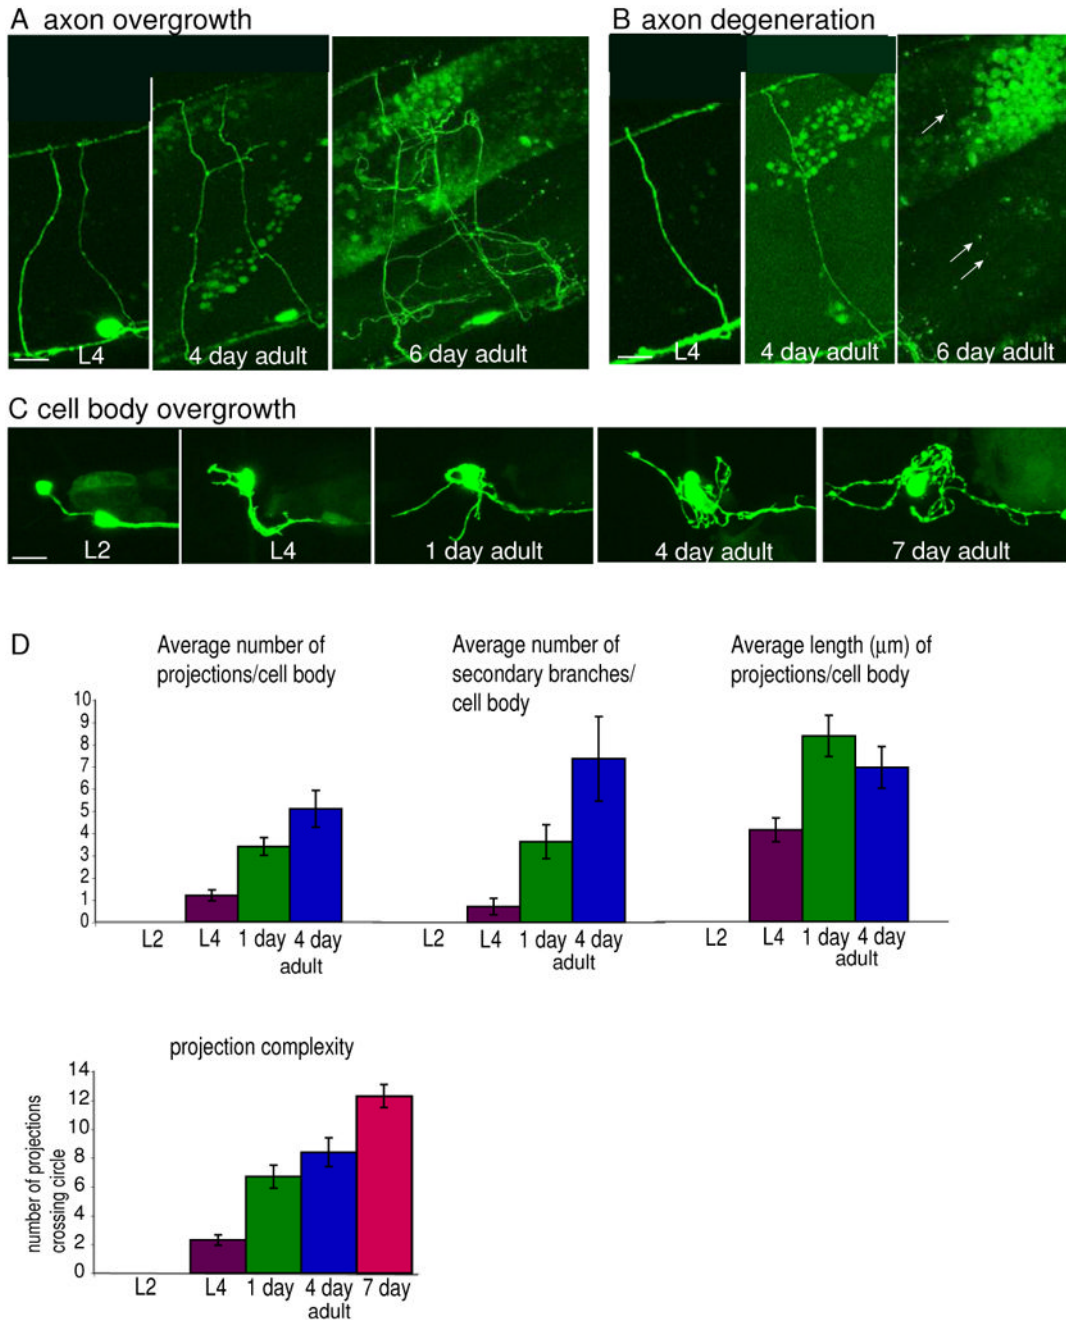 A axon overgrowth
B axon degeneration
L4
4 day adult
6 day adult
L4
4 day adult
6 day adult
C cell body overgrowth
L2
L4
1 day adult
4 day adult
7 day adult
D
Average number of
projections/cell body
Average number of
secondary branches/
cell body
Average length (μm) of
projections/cell body
10
9
8
7
6
5
4
3
2
1
0
L2 L4 1 day 4 day
adult
L2 L4 1 day 4 day
adult
L2 L4 1 day 4 day
adult
projection complexity
number of projections
crossing circle
14
12
10
8
6
4
2
0
L2 L4 1 day 4 day 7 day
adult